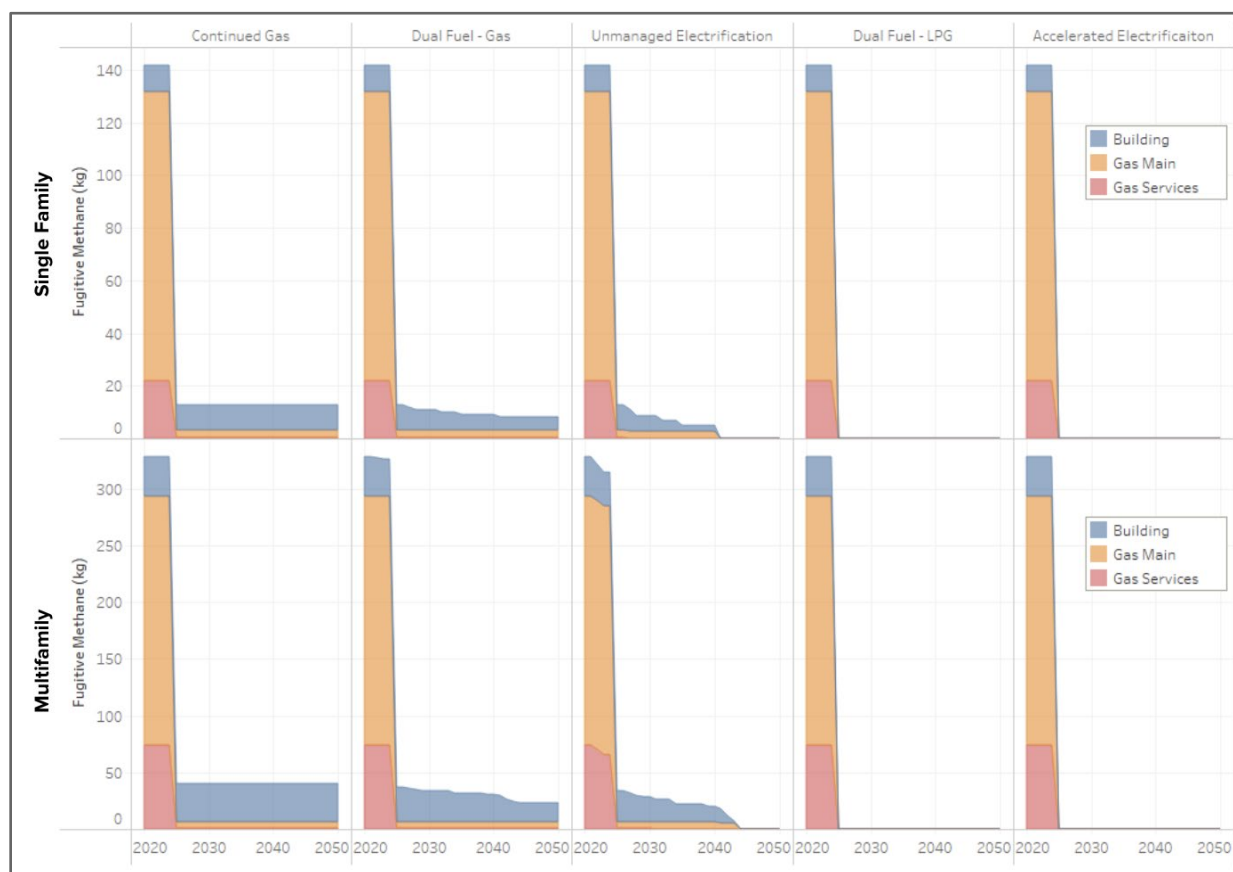 Continued Gas Dual Fuel - Gas Unmanaged Electrification Dual Fuel - LPG Accelerated Electrificaiton
Single Family
Fugitive Methane (kg)
140
120
100
80
60
40
20
0
Building
Gas Main
Gas Services
Multifamily
Fugitive Methane (kg)
300
250
200
150
100
50
0
Building
Gas Main
Gas Services
2020 2030 2040 2050 2020 2030 2040 2050 2020 2030 2040 2050 2020 2030 2040 2050 2020 2030 2040 2050